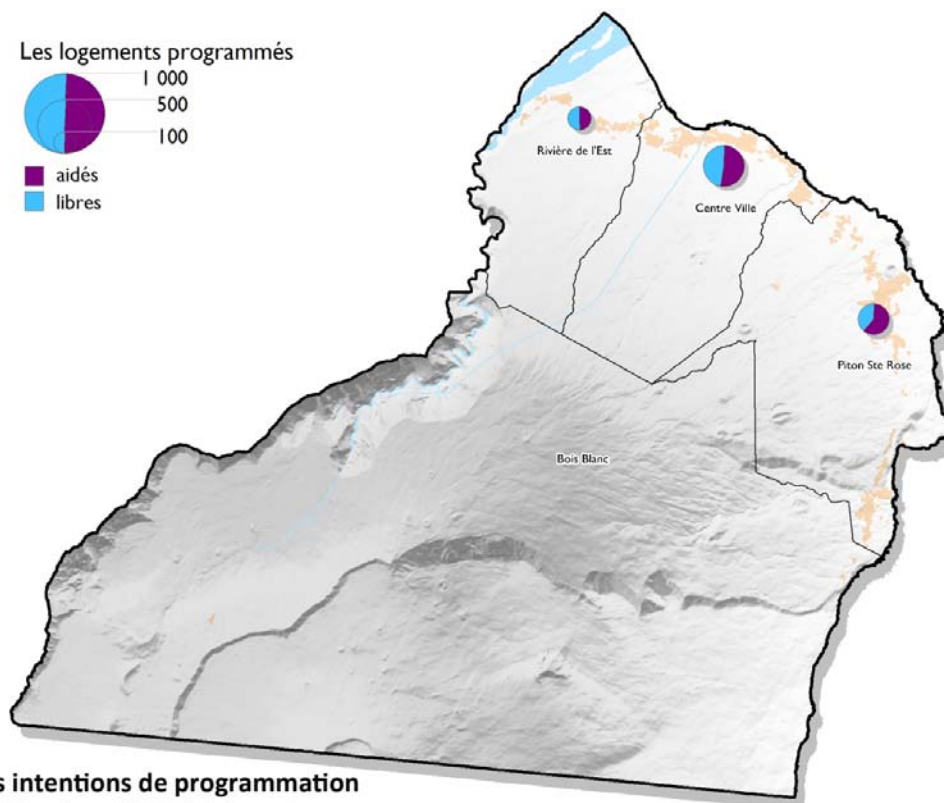 Les logements programmés
1 000
500
100
aidés
libres
Rivière de l'Est
Centre Ville
Piton Ste Rose
Bois Blanc
s intentions de programmation